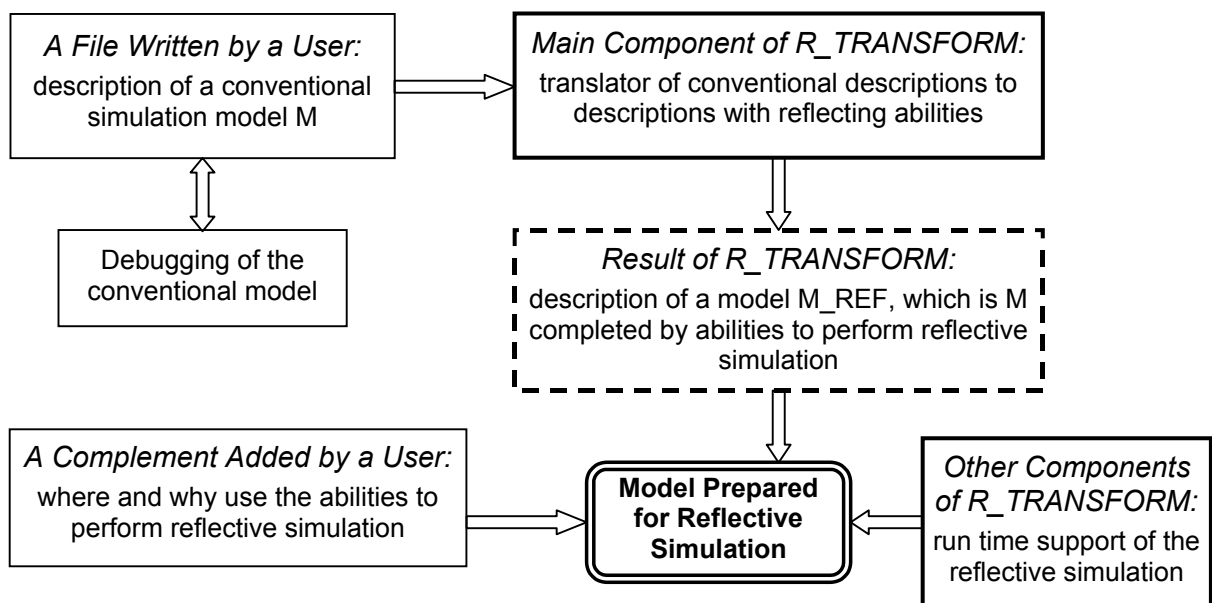 A File Written by a User:
description of a conventional
simulation model M
Main Component of R_TRANSFORM:
translator of conventional descriptions to
descriptions with reflecting abilities
Debugging of the
conventional model
Result of R_TRANSFORM:
description of a model M_REF, which is M
completed by abilities to perform reflective
simulation
A Complement Added by a User:
where and why use the abilities to
perform reflective simulation
Model Prepared
for Reflective
Simulation
Other Components
of R_TRANSFORM:
run time support of the
reflective simulation